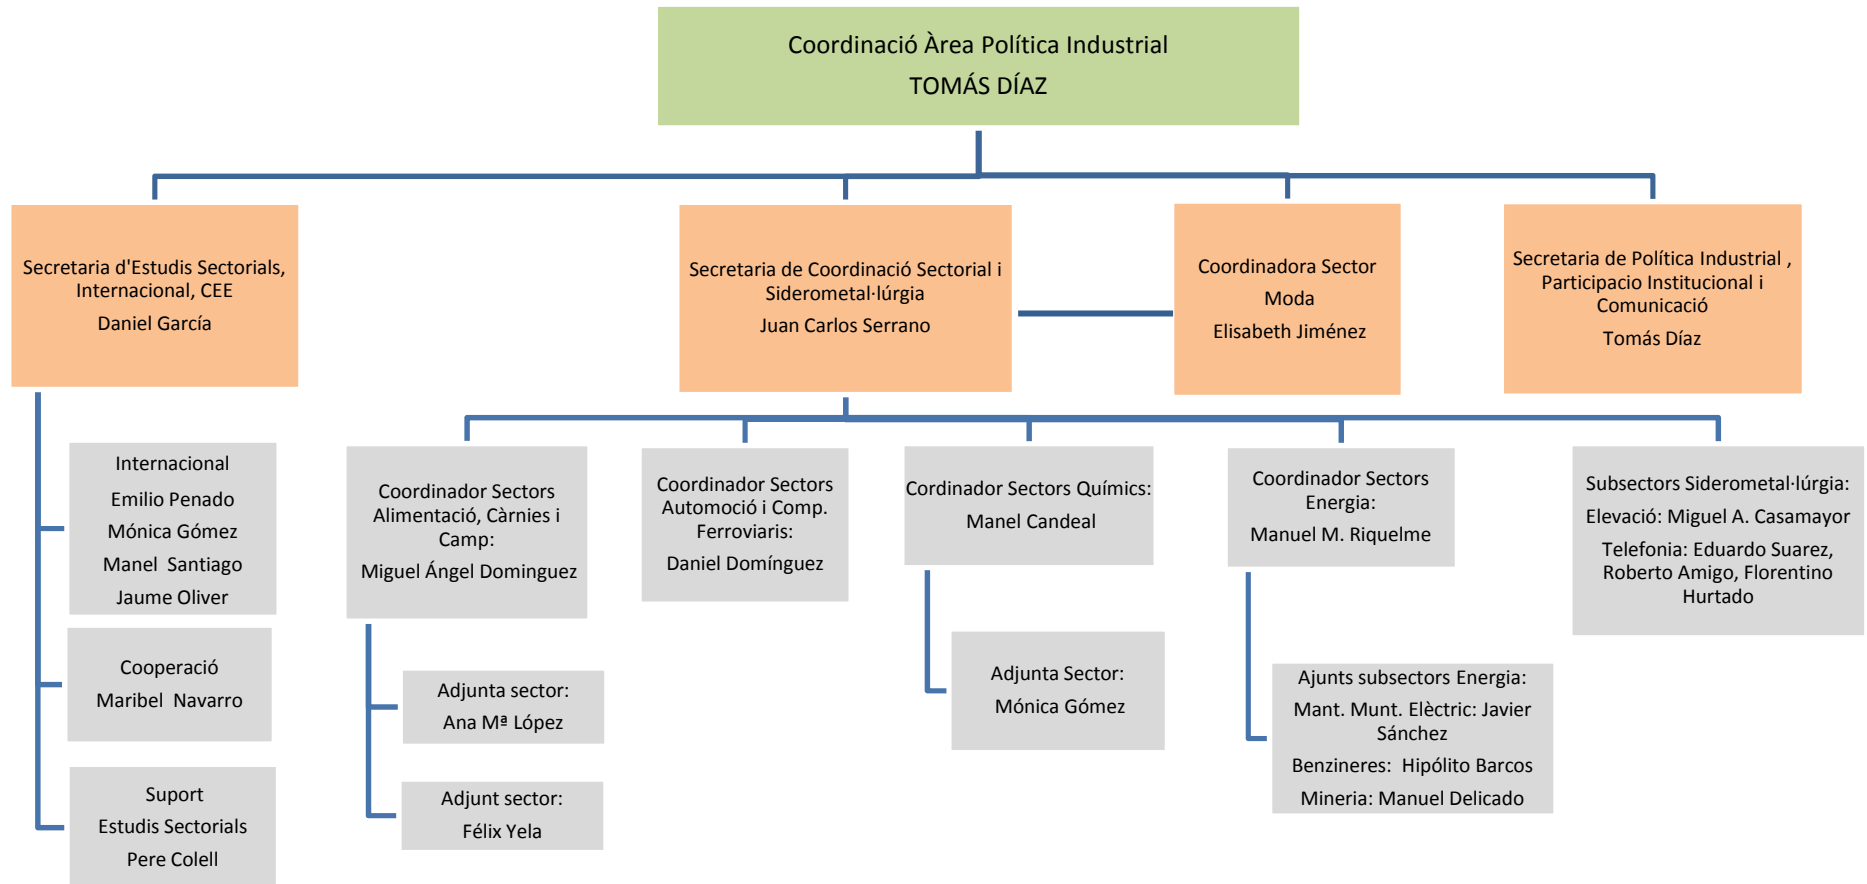 Coordinació Àrea Política Industrial
TOMÁS DÍAZ
Secretaria d'Estudis Sectorials,
Internacional, CEE
Daniel García
Secretaria de Coordinació Sectorial i
Siderometal·lúrgia
Juan Carlos Serrano
Coordinadora Sector
Moda
Elisabeth Jiménez
Secretaria de Política Industrial ,
Participacio Institucional i
Comunicació
Tomás Díaz
Internacional
Emilio Penado
Mónica Gómez
Manel  Santiago
Jaume Oliver
Cooperació
Maribel  Navarro
Suport
Estudis Sectorials
Pere Colell
Coordinador Sectors
Alimentació, Càrnies i
Camp:
Miguel Ángel Dominguez
Adjunta sector:
Ana Mª López
Adjunt sector:
Félix Yela
Coordinador Sectors
Automoció i Comp.
Ferroviaris:
Daniel Domínguez
Cordinador Sectors Químics:
Manel Candeal
Adjunta Sector:
Mónica Gómez
Coordinador Sectors
Energia:
Manuel M. Riquelme
Ajunts subsectors Energia:
Mant. Munt. Elèctric: Javier
Sánchez
Benzineres:  Hipólito Barcos
Mineria: Manuel Delicado
Subsectors Siderometal·lúrgia:
Elevació: Miguel A. Casamayor
Telefonia: Eduardo Suarez,
Roberto Amigo, Florentino
Hurtado